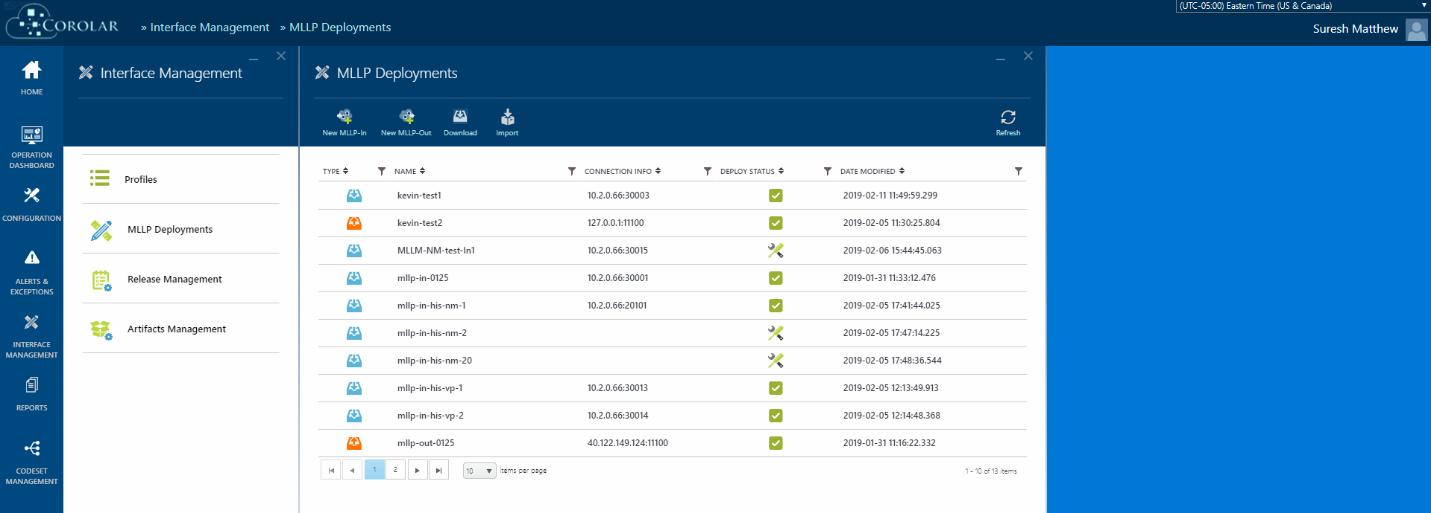 (UTC-05:00) Eastern Time (US & Canada)
COROLAR
» Interface Management » MLLP Deployments
Suresh Matthew
HOME
OPERATION
DASHBOARD
CONFIGURATION
ALERTS &
EXCEPTIONS
INTERFACE
MANAGEMENT
REPORTS
CODESET
MANAGEMENT
Interface Management
Profiles
MLLP Deployments
Release Management
Artifacts Management
MLLP Deployments
New MLLP-In New MLLP-Out Download Import Refresh
TYPE NAME CONNECTION INFO DEPLOY STATUS DATE MODIFIED
kevin-test1 10.2.0.66:30003 2019-02-11 11:49:59.299
kevin-test2 127.0.0.1:11100 2019-02-05 11:30:25.804
MLLM-NM-test-In1 10.2.0.66:30015 2019-02-06 15:44:45.063
mllp-in-0125 10.2.0.66:30001 2019-01-31 11:33:12.476
mllp-in-his-nm-1 10.2.0.66:20101 2019-02-05 17:41:44.025
mllp-in-his-nm-2 2019-02-05 17:47:14.225
mllp-in-his-nm-20 2019-02-05 17:48:36.544
mllp-in-his-vp-1 10.2.0.66:30013 2019-02-05 12:13:49.913
mllp-in-his-vp-2 10.2.0.66:30014 2019-02-05 12:14:48.368
mllp-out-0125 40.122.149.124:11100 2019-01-31 11:16:22.332
1 2 10 items per page 1 - 10 of 13 items